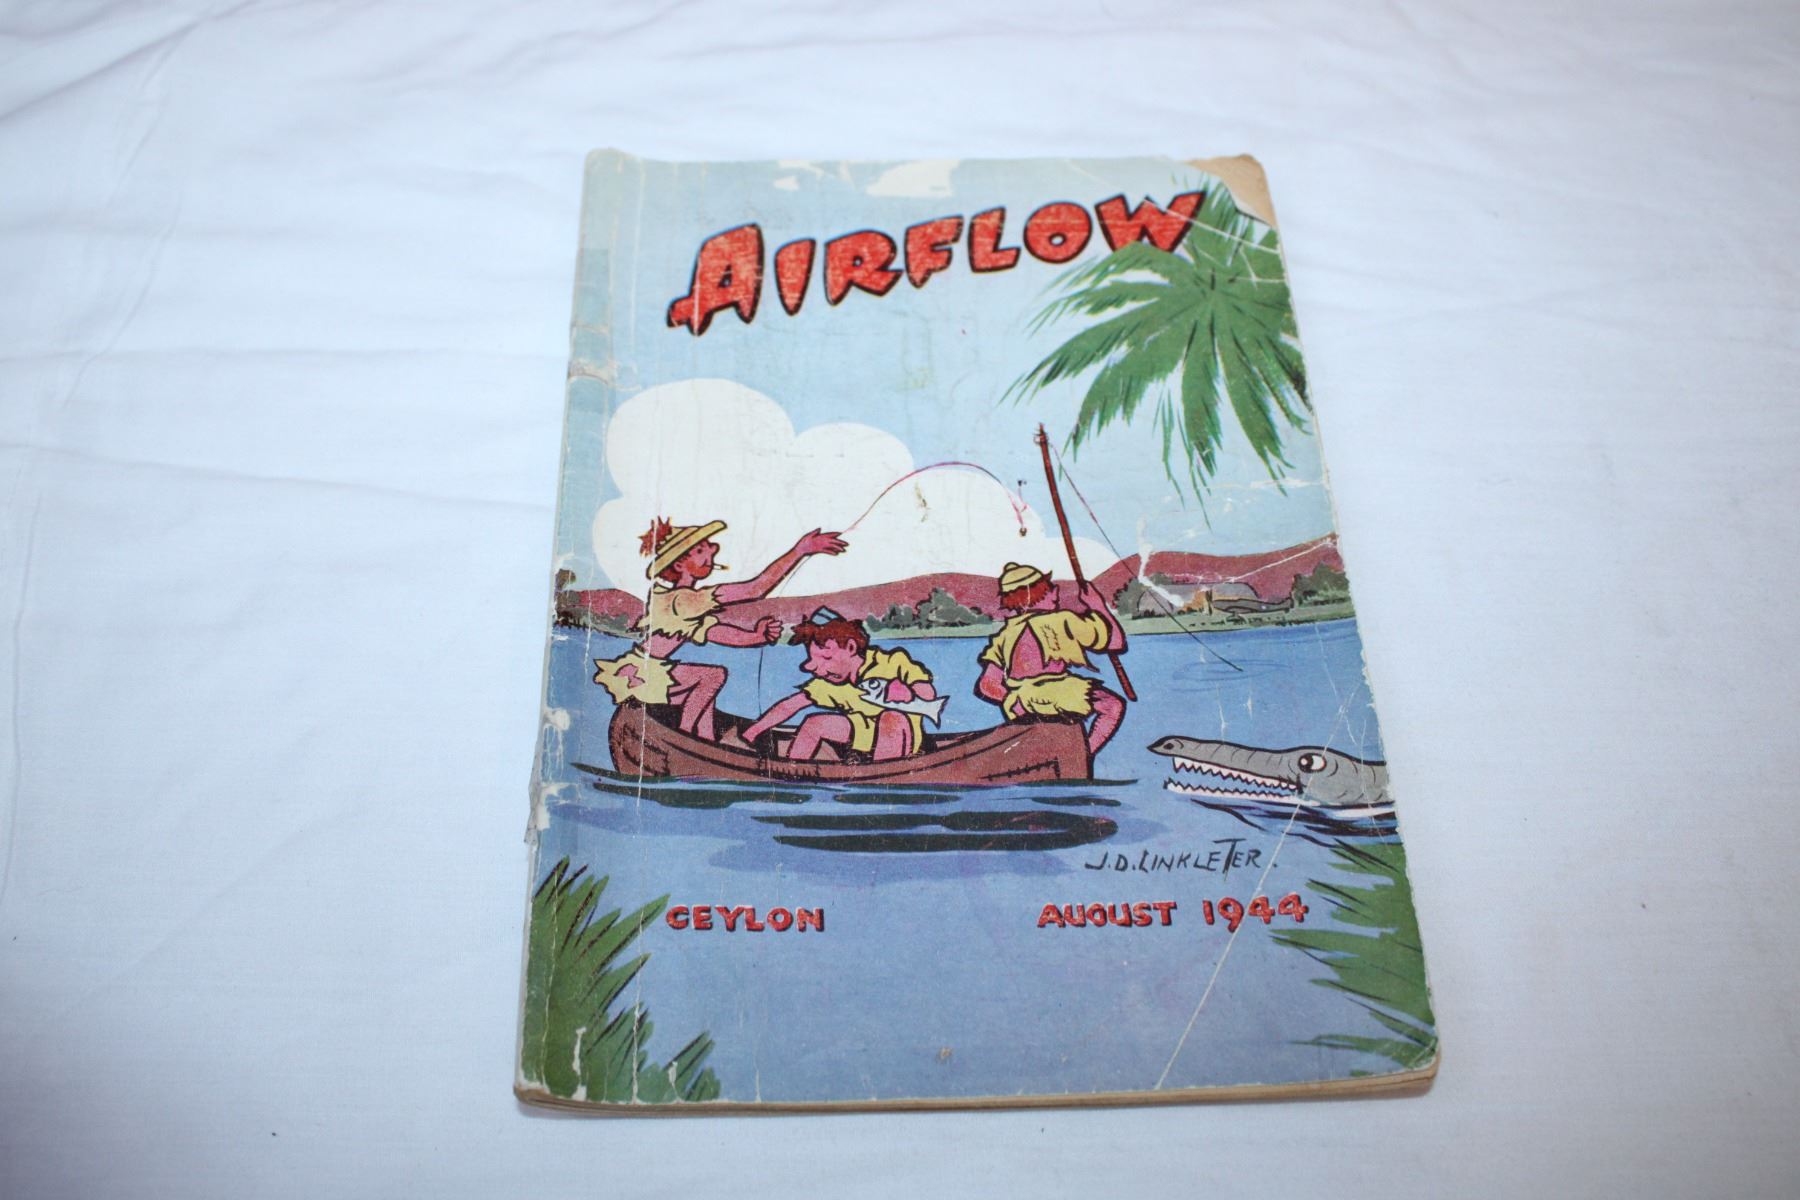 AIRFLOW
J.D. LINKLETER.
CEYLON AUGUST 1944